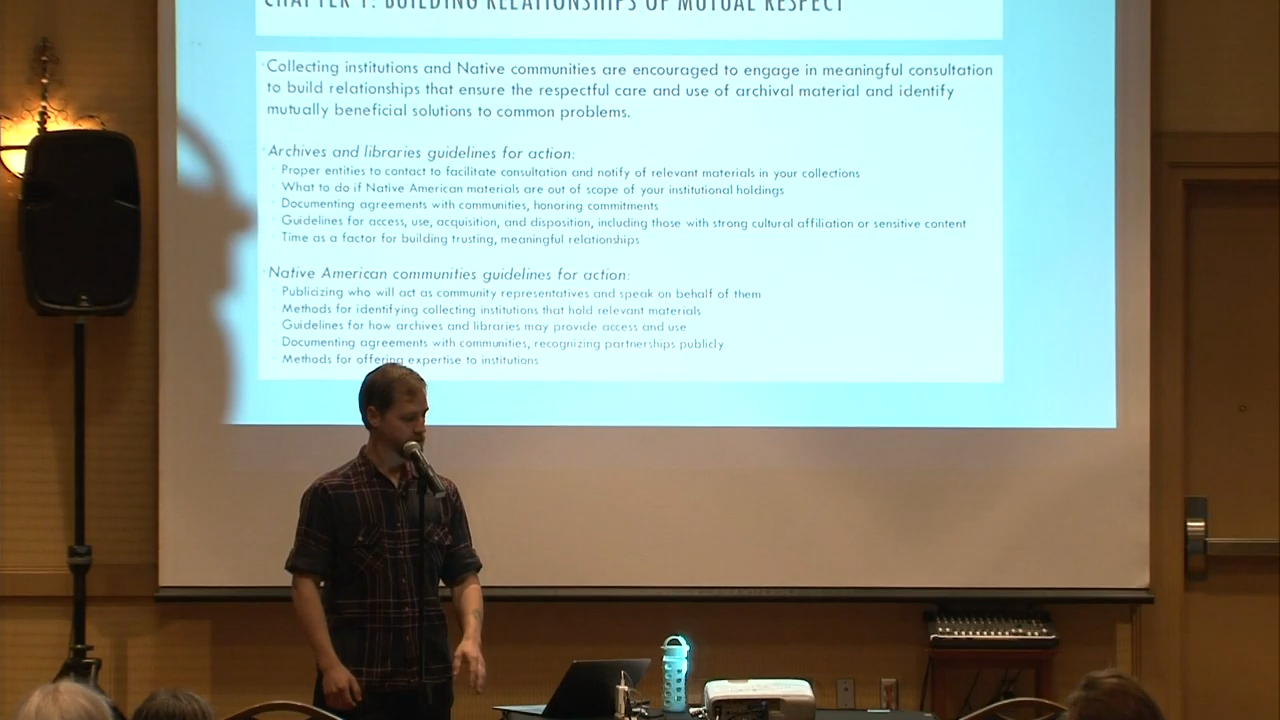 CHAPTER 1: BUILDING RELATIONSHIPS OF MUTUAL RESPECT
Collecting institutions and Native communities are encouraged to engage in meaningful consultation
to build relationships that ensure the respectful care and use of archival material and identify
mutually beneficial solutions to common problems.
Archives and libraries guidelines for action:
Proper entities to contact to facilitate consultation and notify of relevant materials in your collections
What to do if Native American materials are out of scope of your institutional holdings
Documenting agreements with communities, honoring commitments
Guidelines for access, use, acquisition, and disposition, including those with strong cultural affiliation or sensitive content
Time as a factor for building trusting, meaningful relationships
Native American communities guidelines for action:
Publicizing who will act as community representatives and speak on behalf of them
Methods for identifying collecting institutions that hold relevant materials
Guidelines for how archives and libraries may provide access and use
Documenting agreements with communities, recognizing partnerships publicly
Methods for offering expertise to institutions